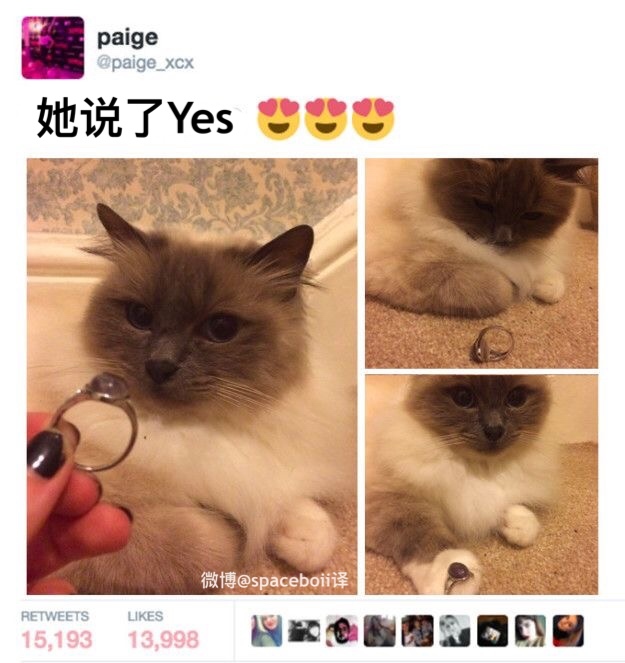 paige
@paige_xcx
她说了Yes 😍😍😍
微博@spaceboii译
RETWEETS LIKES
15,193 13,998